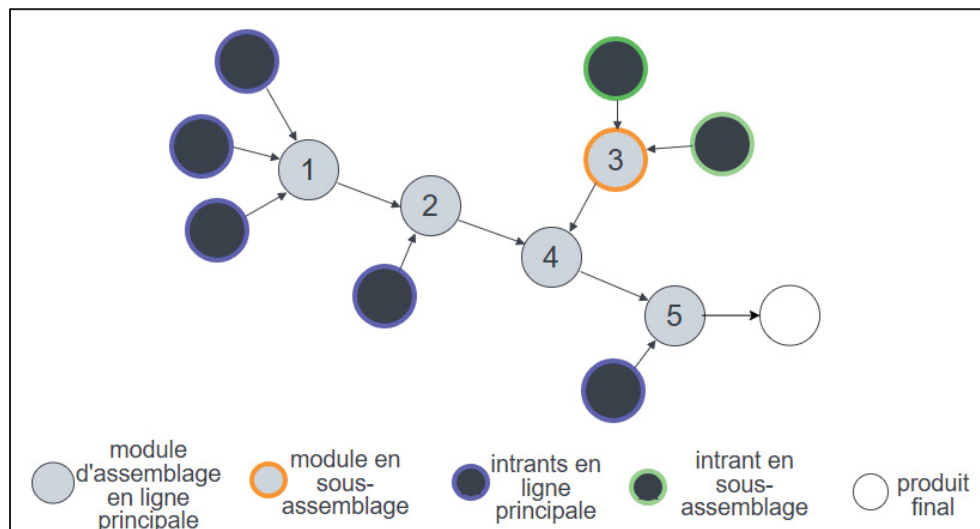 1
2
3
4
5
module
d'assemblage
en ligne
principale
module en
sous-
assemblage
intrants en
ligne
principale
intrant en
sous-
assemblage
produit
final